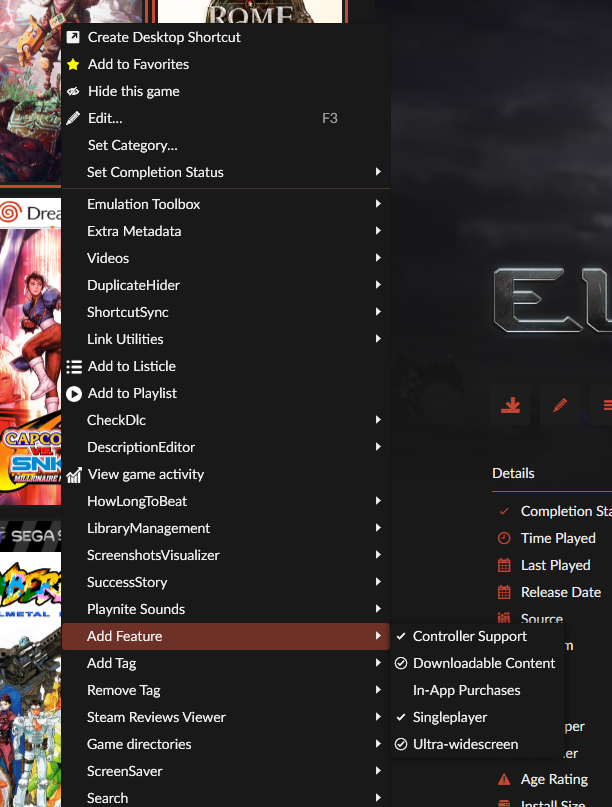 ROME
Create Desktop Shortcut
Add to Favorites
Hide this game
Edit... F3
Set Category...
Set Completion Status
Emulation Toolbox
Extra Metadata
Videos
DuplicateHider
ShortcutSync
Link Utilities
Add to Listicle
Add to Playlist
CheckDlc
DescriptionEditor
View game activity
HowLongToBeat
LibraryManagement
ScreenshotsVisualizer
SuccessStory
Playnite Sounds
Add Feature
Add Tag
Remove Tag
Steam Reviews Viewer
Game directories
ScreenSaver
Search
Controller Support
Downloadable Content
In-App Purchases
Singleplayer
Ultra-widescreen
Drea
CAPCO
VS.
SNK
MILLIONAIRE
SEGA S
METAL
Details
Completion Sta
Time Played
Last Played
Release Date
Source
m
per
er
Age Rating
Install Size